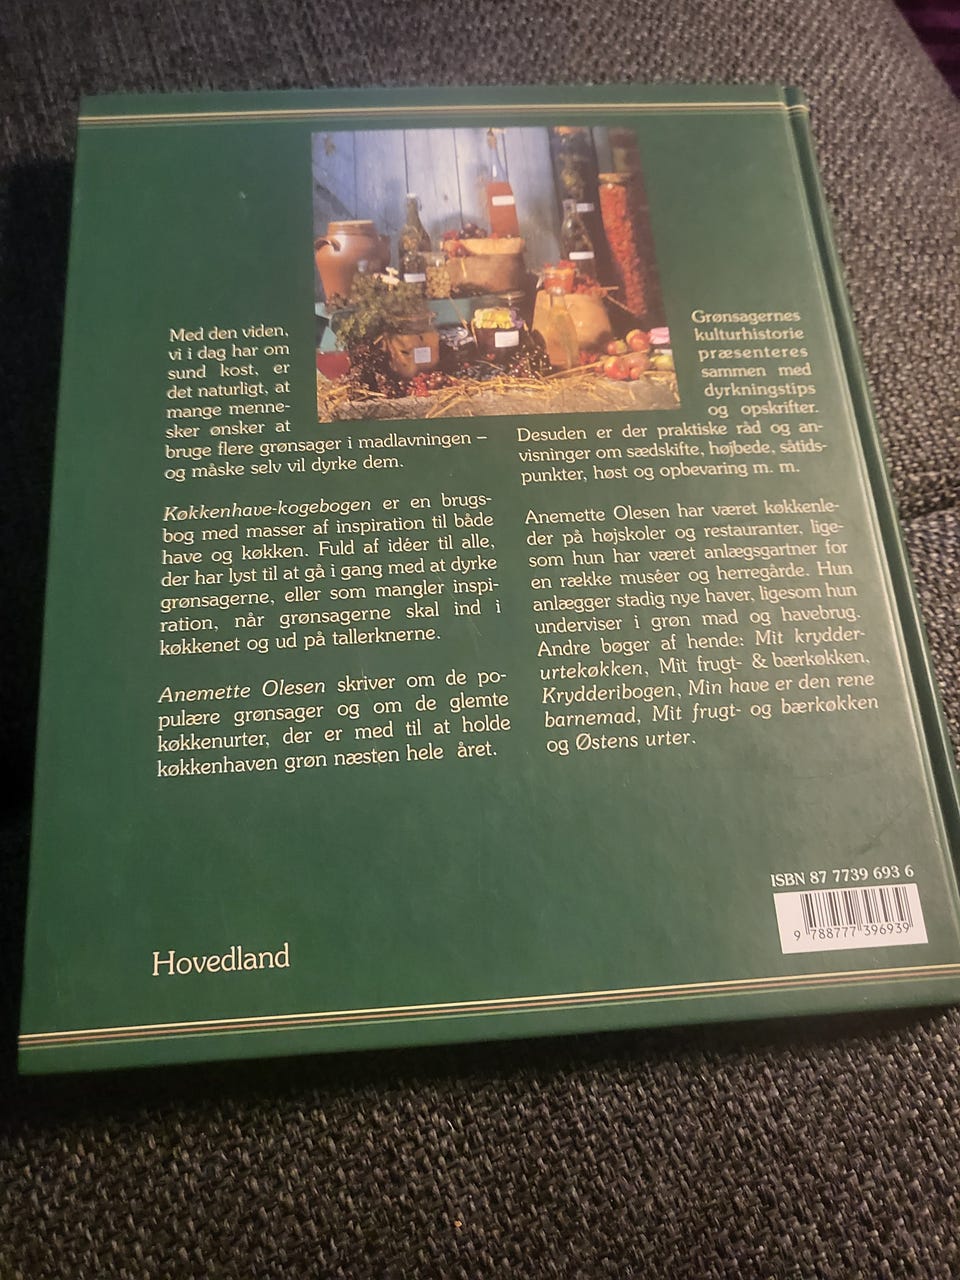 Med den viden,
vi i dag har om
sund kost, er
det naturligt, at
mange menne-
sker ønsker at
bruge flere grønsager i madlavningen –
og måske selv vil dyrke dem.
Køkkenhave-kogebogen er en brugs-
bog med masser af inspiration til både
have og køkken. Fuld af idéer til alle,
der har lyst til at gå i gang med at dyrke
grønsagerne, eller som mangler inspi-
ration, når grønsagerne skal ind i
køkkenet og ud på tallerknerne.
Anemette Olesen skriver om de po-
pulære grønsager og om de glemte
køkkenurter, der er med til at holde
køkkenhaven grøn næsten hele året.
Grønsagernes
kulturhistorie
præsenteres
sammen med
dyrkningstips
og opskrifter.
Desuden er der praktiske råd og an-
visninger om sædskifte, højbede, såtids-
punkter, høst og opbevaring m. m.
Anemette Olesen har været køkkenle-
der på højskoler og restauranter, lige-
som hun har været anlægsgartner for
en række muséer og herregårde. Hun
anlægger stadig nye haver, ligesom hun
underviser i grøn mad og havebrug.
Andre bøger af hende: Mit krydder-
urtekøkken, Mit frugt- & bærkøkken,
Krydderibogen, Min have er den rene
barnemad, Mit frugt- og bærkøkken
og Østens urter.
ISBN 87 7739 693 6
9 788777 396939
Hovedland